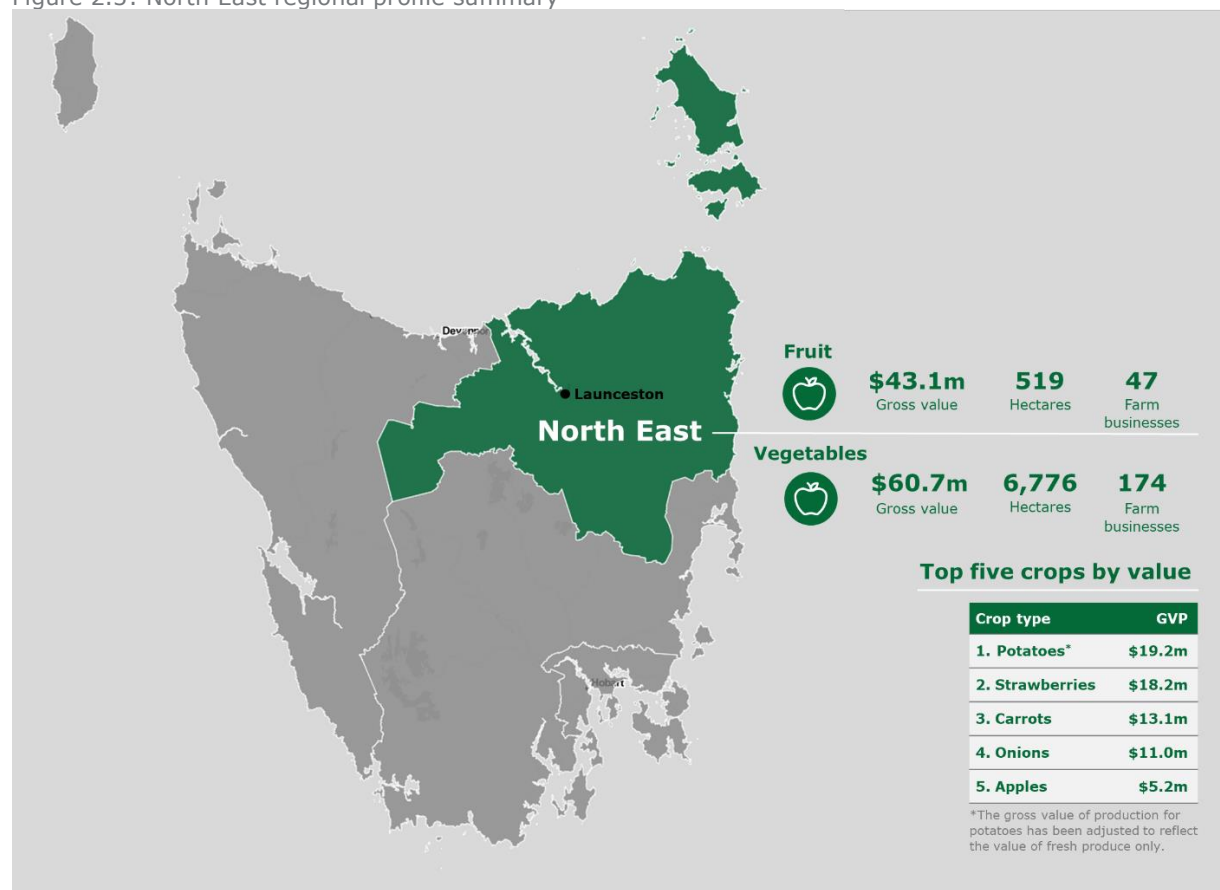 Figure 2.5: North East regional profile summary
Devonport
Launceston
North East
Hobart
Fruit
$43.1m 519 47
Gross value Hectares Farm
businesses
Vegetables
$60.7m 6,776 174
Gross value Hectares Farm
businesses
Top five crops by value
Crop type GVP
1. Potatoes* $19.2m
2. Strawberries $18.2m
3. Carrots $13.1m
4. Onions $11.0m
5. Apples $5.2m
*The gross value of production for
potatoes has been adjusted to reflect
the value of fresh produce only.